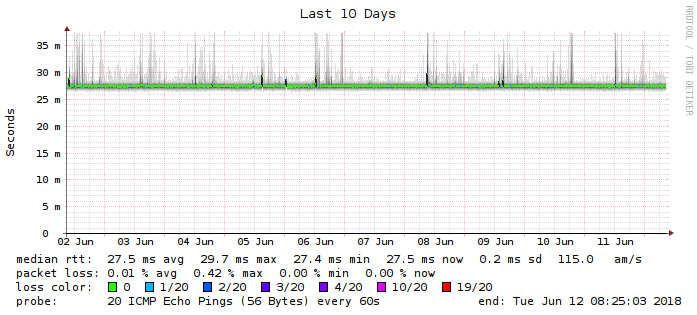 Last 10 Days
RRDTOOL / TOBI OETIKER
Seconds
35 m
30 m
25 m
20 m
15 m
10 m
5 m
0
02 Jun 03 Jun 04 Jun 05 Jun 06 Jun 07 Jun 08 Jun 09 Jun 10 Jun 11 Jun
median rtt: 27.5 ms avg 29.7 ms max 27.4 ms min 27.5 ms now 0.2 ms sd 115.0 am/s
packet loss: 0.01 % avg 0.42 % max 0.00 % min 0.00 % now
loss color: 0 1/20 2/20 3/20 4/20 10/20 19/20
probe: 20 ICMP Echo Pings (56 Bytes) every 60s end: Tue Jun 12 08:25:03 2018